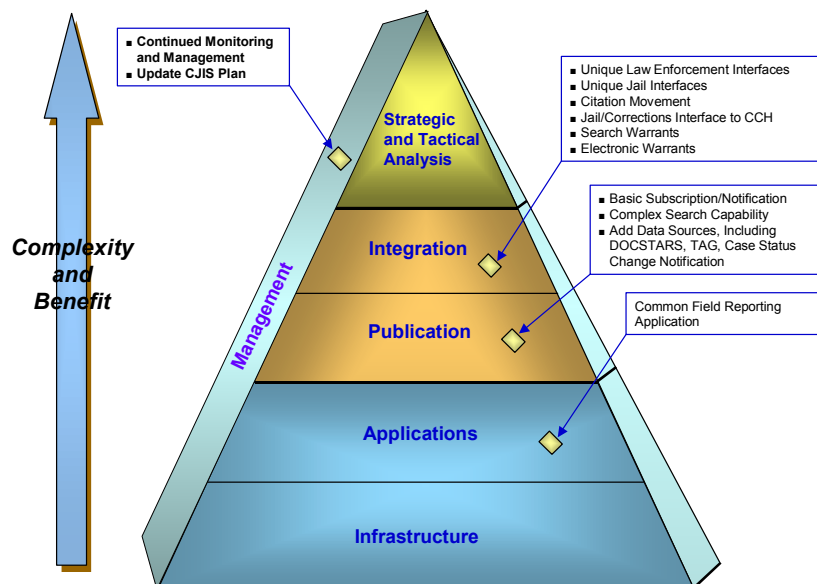 ■ Continued Monitoring
and Management
■ Update CJIS Plan
■ Unique Law Enforcement Interfaces
■ Unique Jail Interfaces
■ Citation Movement
■ Jail/Corrections Interface to CCH
■ Search Warrants
■ Electronic Warrants
Strategic
and Tactical
Analysis
■ Basic Subscription/Notification
■ Complex Search Capability
■ Add Data Sources, Including
DOCSTARS, TAG, Case Status
Change Notification
Complexity
and
Benefit
Integration
Management
Publication
Common Field Reporting
Application
Applications
Infrastructure